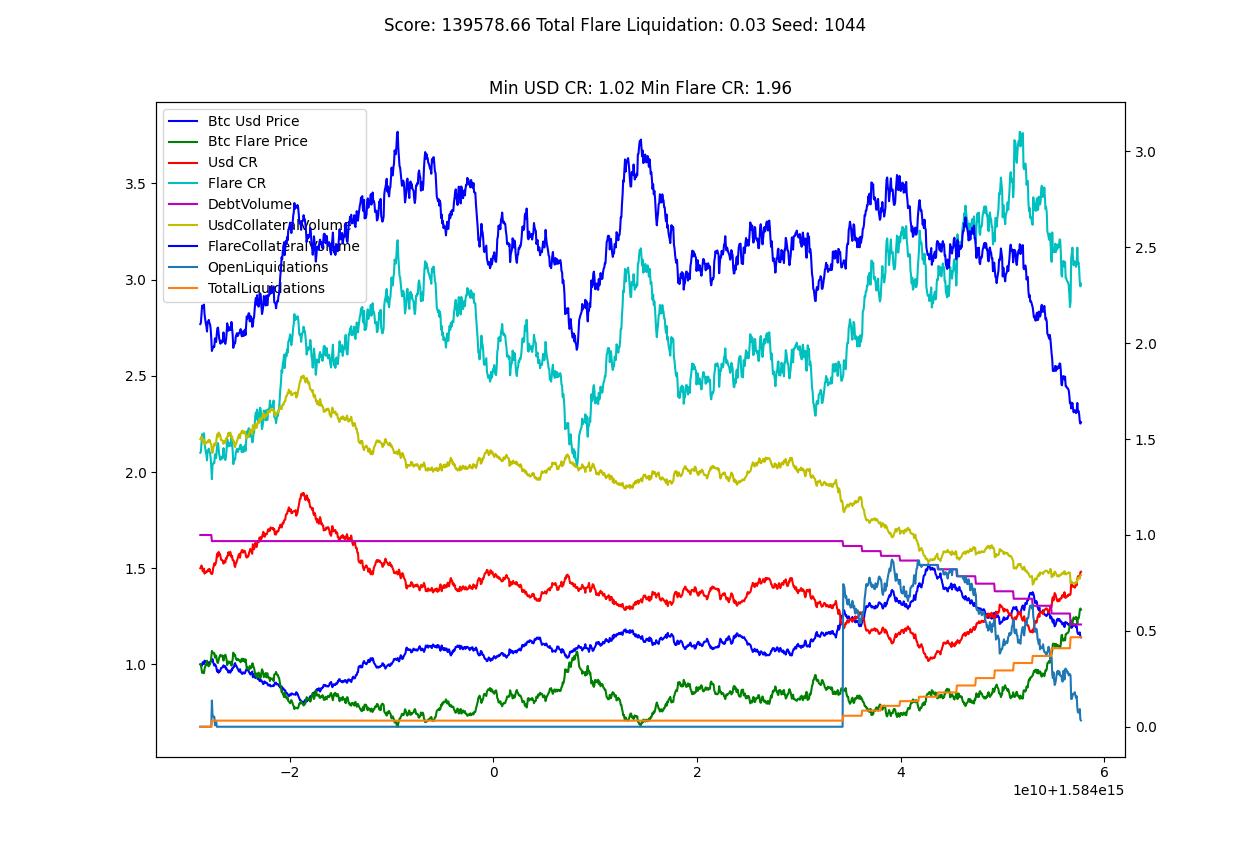 Score: 139578.66 Total Flare Liquidation: 0.03 Seed: 1044
Min USD CR: 1.02 Min Flare CR: 1.96
Btc Usd Price
Btc Flare Price
Usd CR
Flare CR
DebtVolume
UsdCollateralVolume
FlareCollateralVolume
OpenLiquidations
TotalLiquidations
3.5
3.0
2.5
2.0
1.5
1.0
3.0
2.5
2.0
1.5
1.0
0.5
0.0
−2 0 2 4 6
1e10+1.584e15